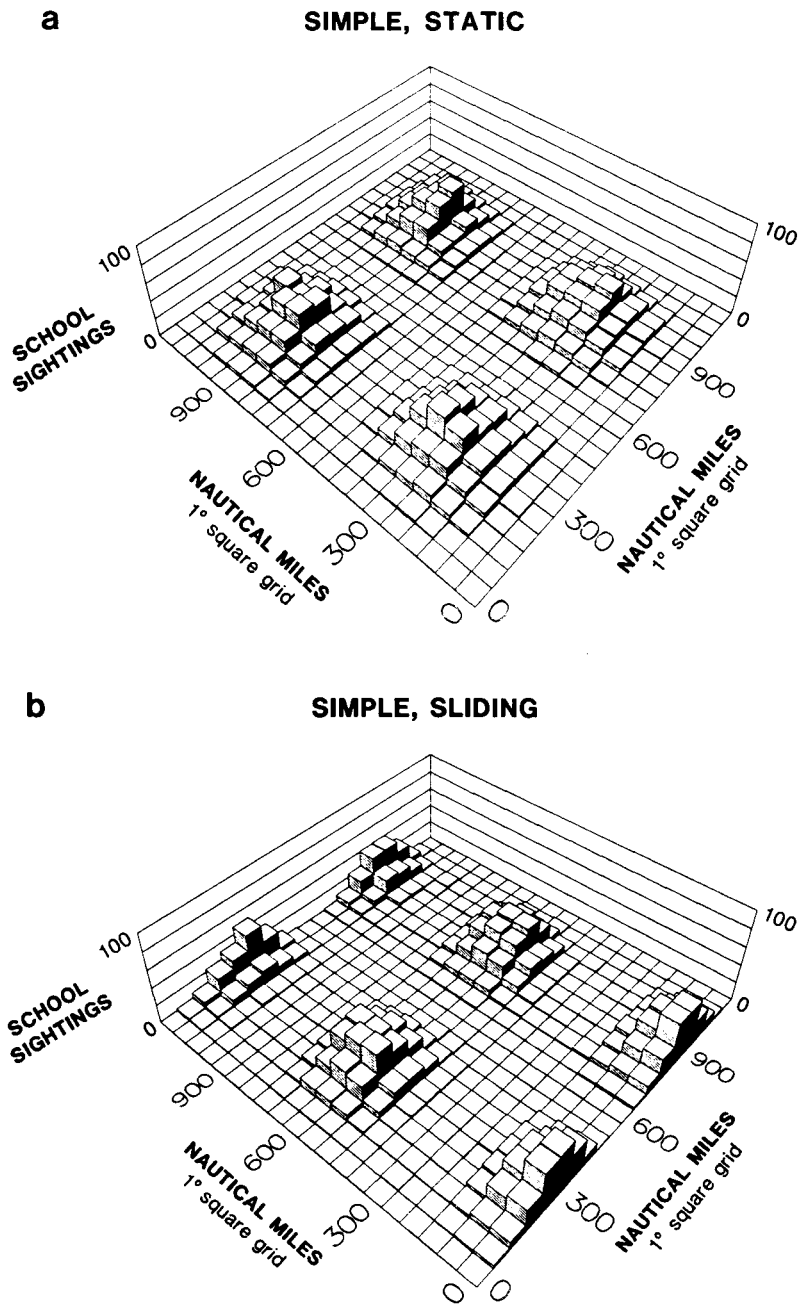 a
SIMPLE, STATIC
100
0
SCHOOL
SIGHTINGS
900
600
300
0
NAUTICAL MILES
1° square grid
100
0
900
600
300
0
NAUTICAL MILES
1° square grid
b
SIMPLE, SLIDING
100
0
SCHOOL
SIGHTINGS
900
600
300
0
NAUTICAL MILES
1° square grid
100
0
900
600
300
0
NAUTICAL MILES
1° square grid